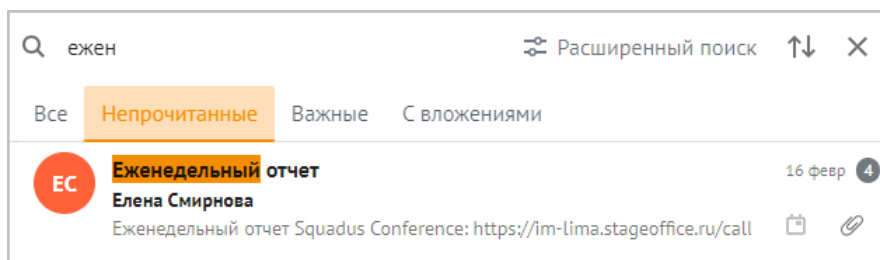 ежен Расширенный поиск
Все Непрочитанные Важные С вложениями
ЕС Еженедельный отчет 16 февр 4
Елена Смирнова
Еженедельный отчет Squadus Conference: https://im-lima.stageoffice.ru/call